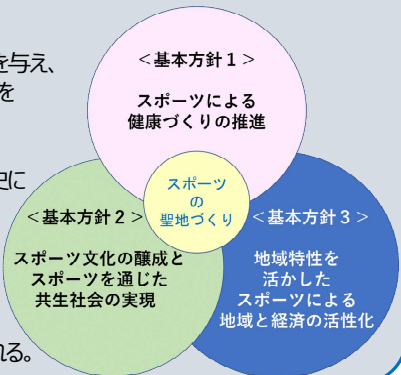 を与え、
を
史に
れる。
＜基本方針１＞
スポーツによる
健康づくりの推進
スポーツ
の
聖地づくり
＜基本方針２＞
スポーツ文化の醸成と
スポーツを通じた
共生社会の実現
＜基本方針３＞
地域特性を
活かした
スポーツによる
地域と経済の活性化